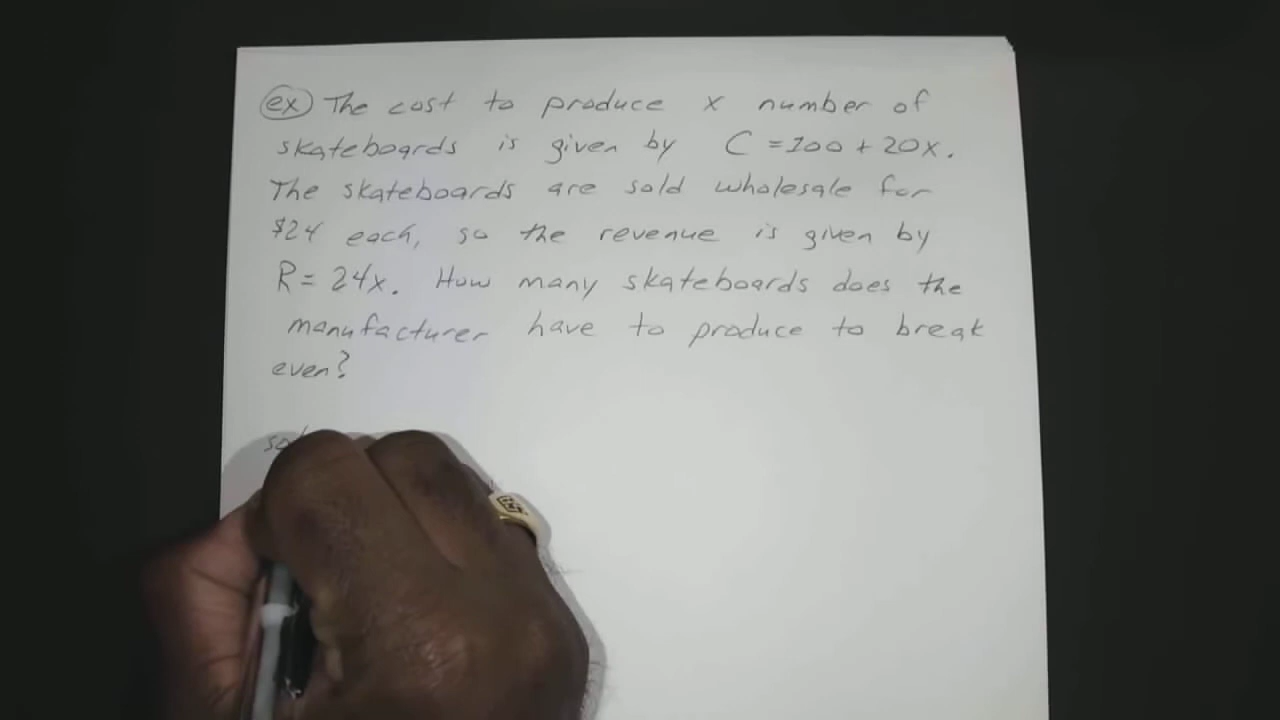 ex The cost to produce x number of
skateboards is given by C = 100 + 20x.
The skateboards are sold wholesale for
$24 each, so the revenue is given by
R = 24x. How many skateboards does the
manufacturer have to produce to break
even?